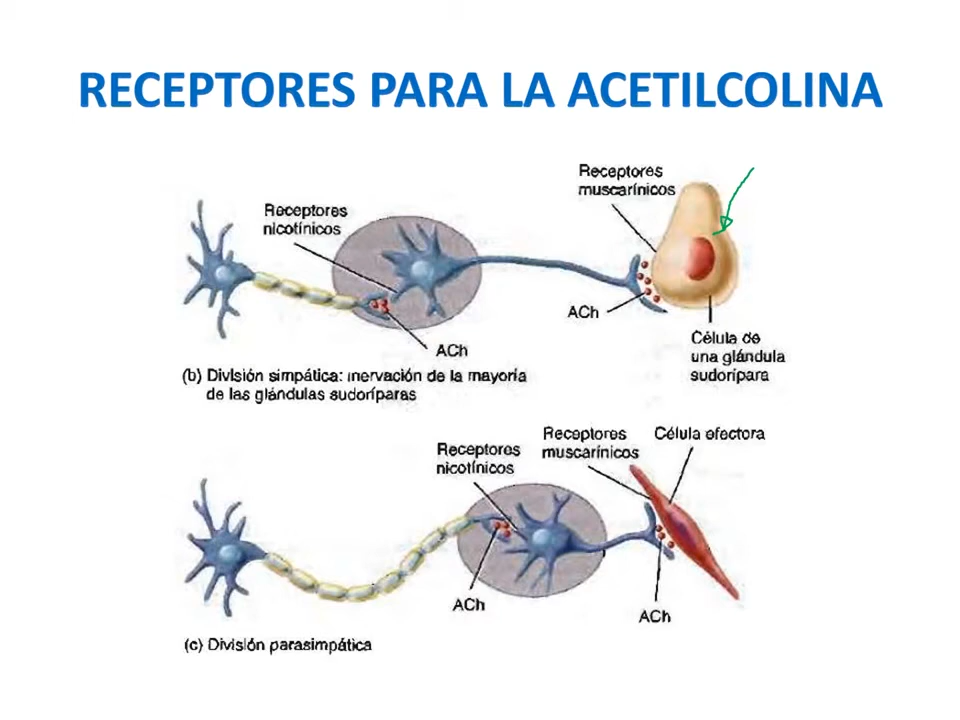 RECEPTORES PARA LA ACETILCOLINA
Receptores
muscarínicos
Receptores
nicotínicos
ACh
ACh
Célula de
una glándula
sudorípara
(b) División simpática: inervación de la mayoría
de las glándulas sudoríparas
Receptores
muscarínicos
Célula efectora
Receptores
nicotínicos
ACh
ACh
(c) División parasimpática